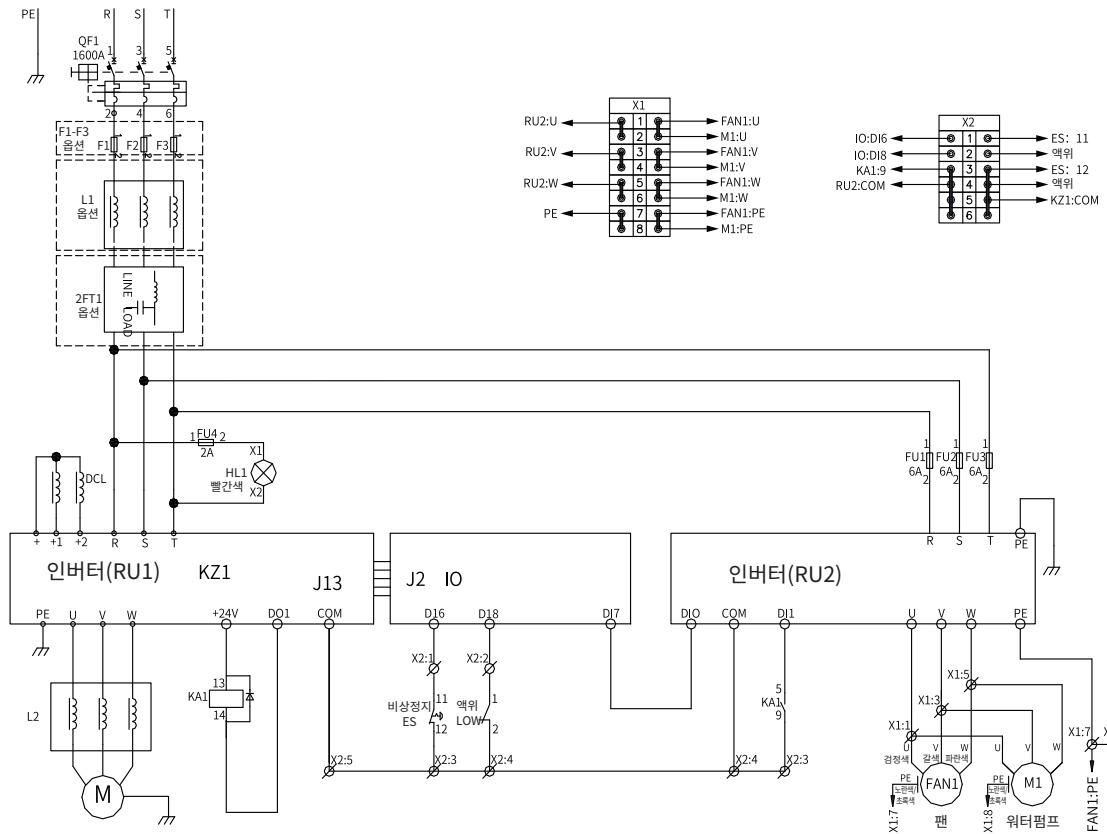 PE
R S T
QF1
1600A
1 3 5
2 4 6
F1-F3
옵션
F1 F2 F3
2 2 2
L1
옵션
2FT1
옵션
LINE LOAD
X1
RU2:U 1 FAN1:U
2 M1:U
RU2:V 3 FAN1:V
4 M1:V
RU2:W 5 FAN1:W
6 M1:W
PE 7 FAN1:PE
8 M1:PE
X2
IO:DI6 1 ES: 11
IO:DI8 2 액위
KA1:9 3 ES: 12
RU2:COM 4 액위
5 KZ1:COM
6
1 FU4 2
2A
X1
HL1
빨간색
X2
DCL
1 1 1
FU1 FU2 FU3
6A 6A 6A
2 2 2
+ +1 +2 R S T
인버터(RU1) KZ1
J13
PE U V W +24V DO1 COM
J2 IO
D16 D18 DI7
R S T PE
인버터(RU2)
DIO COM DI1 U V W PE
L2
M
13
KA1
14
X2:1 X2:2
비상정지
ES
11
12
액위
LOW
1
2
5
KA1
9
X2:5 X2:3 X2:4 X2:4 X2:3
X1:5
X1:3
X1:1
X1:7
X
U V W U V W
검정색 갈색 파란색
PE
노란색/
초록색
FAN1
PE
노란색/
초록색
M1
X1:7
팬
X1:8
워터펌프
FAN1:PE